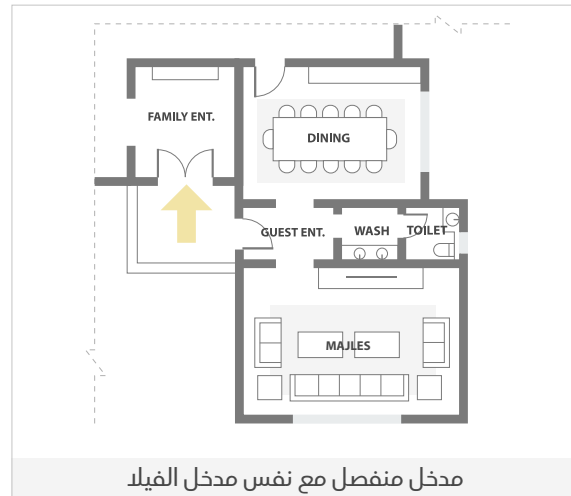 FAMILY ENT.
DINING
GUEST ENT.
WASH
TOILET
MAJLES
مدخل منفصل مع نفس مدخل الفيلا